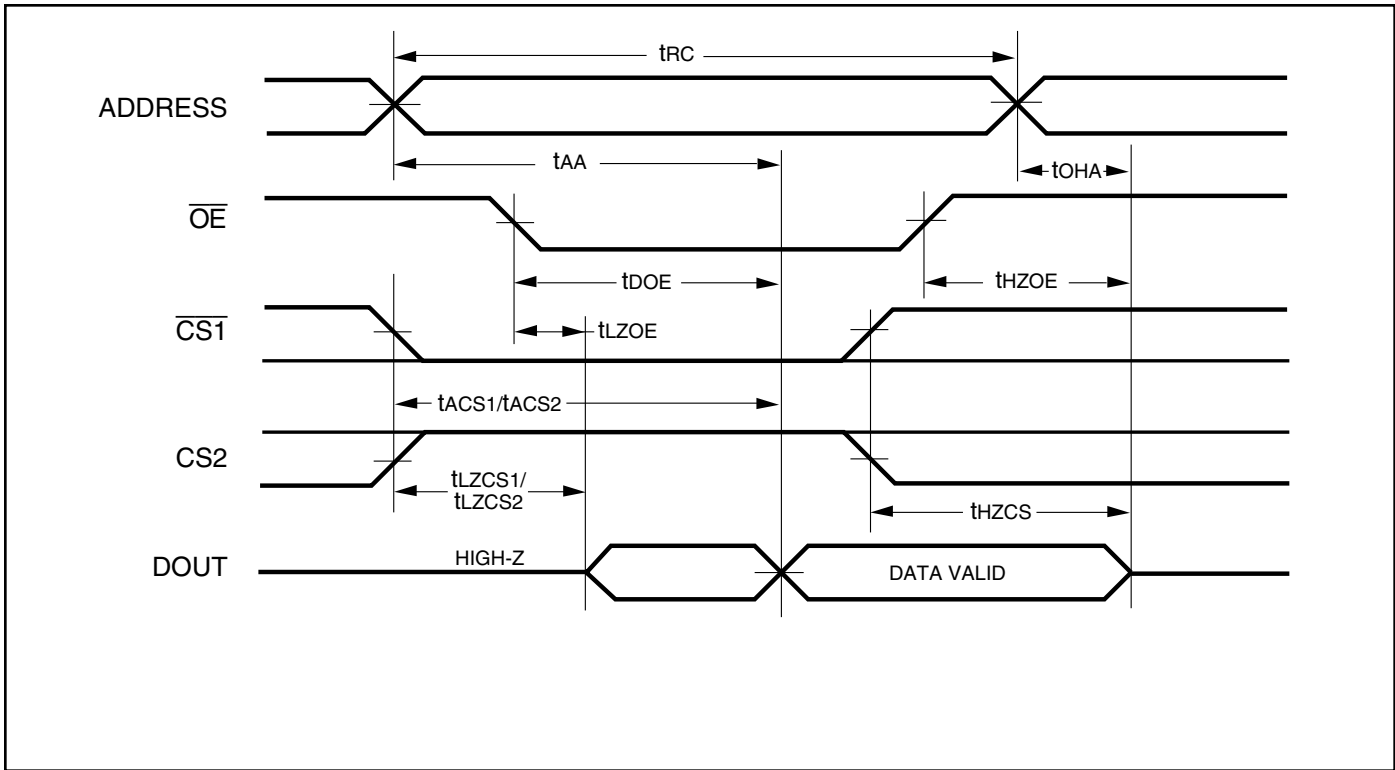 tRC
ADDRESS
tAA
tOHA
OE
tDOE
tHZOE
CS1
tLZOE
tACS1/tACS2
CS2
tLZCS1/
tLZCS2
tHZCS
HIGH-Z
DOUT
DATA VALID